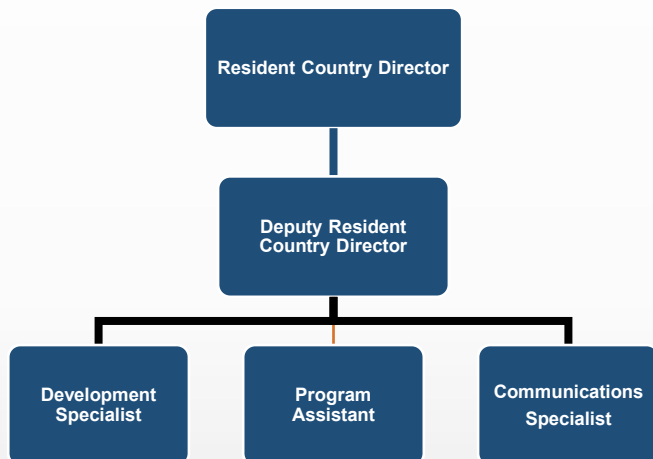 Resident Country Director
Deputy Resident
Country Director
Development
Specialist
Program
Assistant
Communications
Specialist